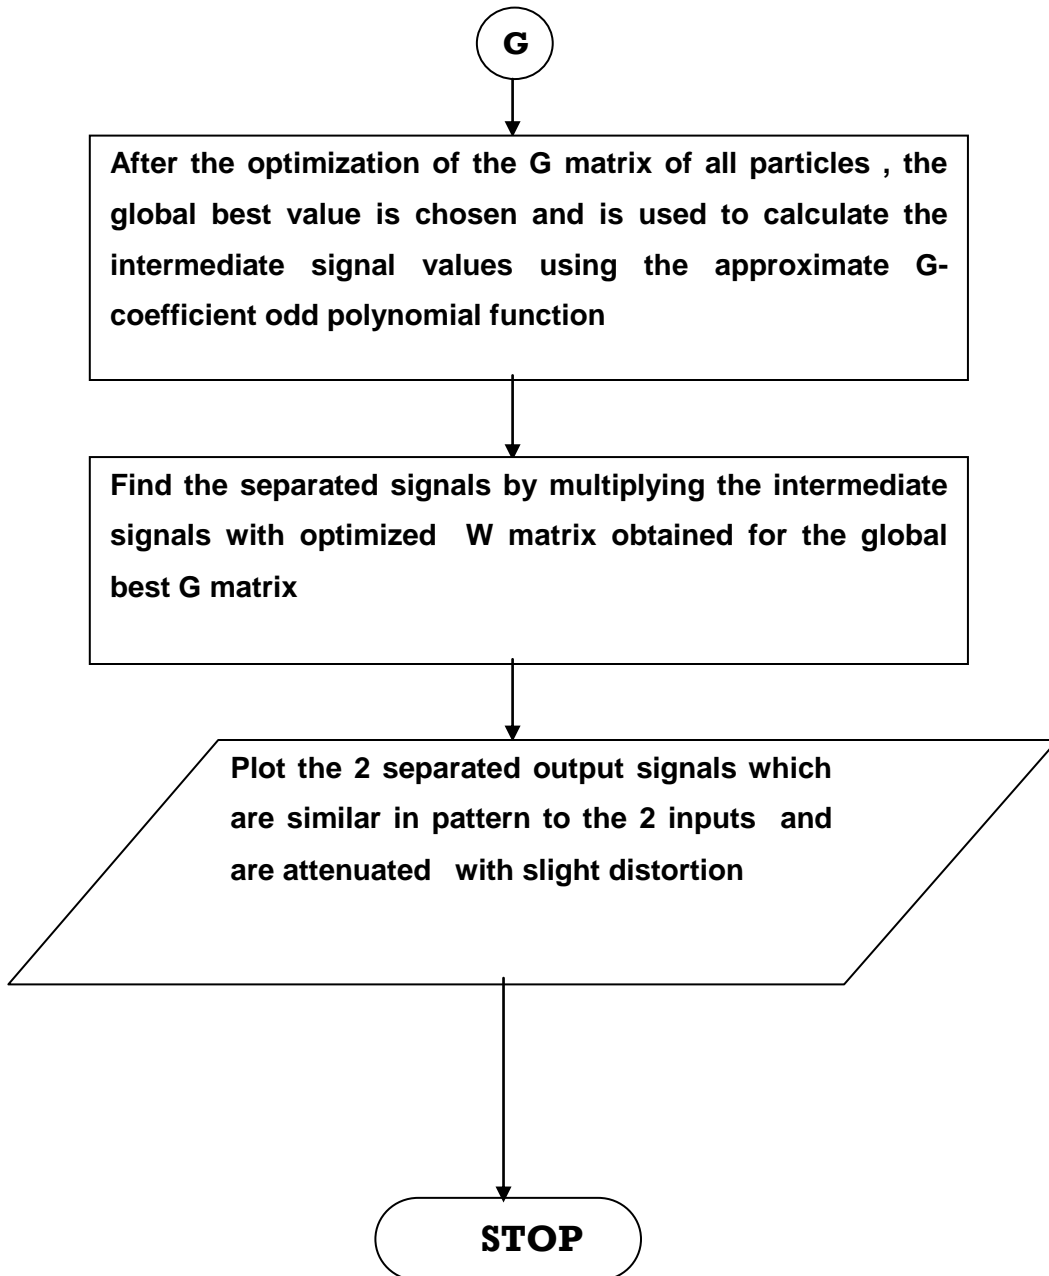 G
After the optimization of the G matrix of all particles , the
global best value is chosen and is used to calculate the
intermediate signal values using the approximate G-
coefficient odd polynomial function
Find the separated signals by multiplying the intermediate
signals with optimized W matrix obtained for the global
best G matrix
Plot the 2 separated output signals which
are similar in pattern to the 2 inputs and
are attenuated with slight distortion
STOP